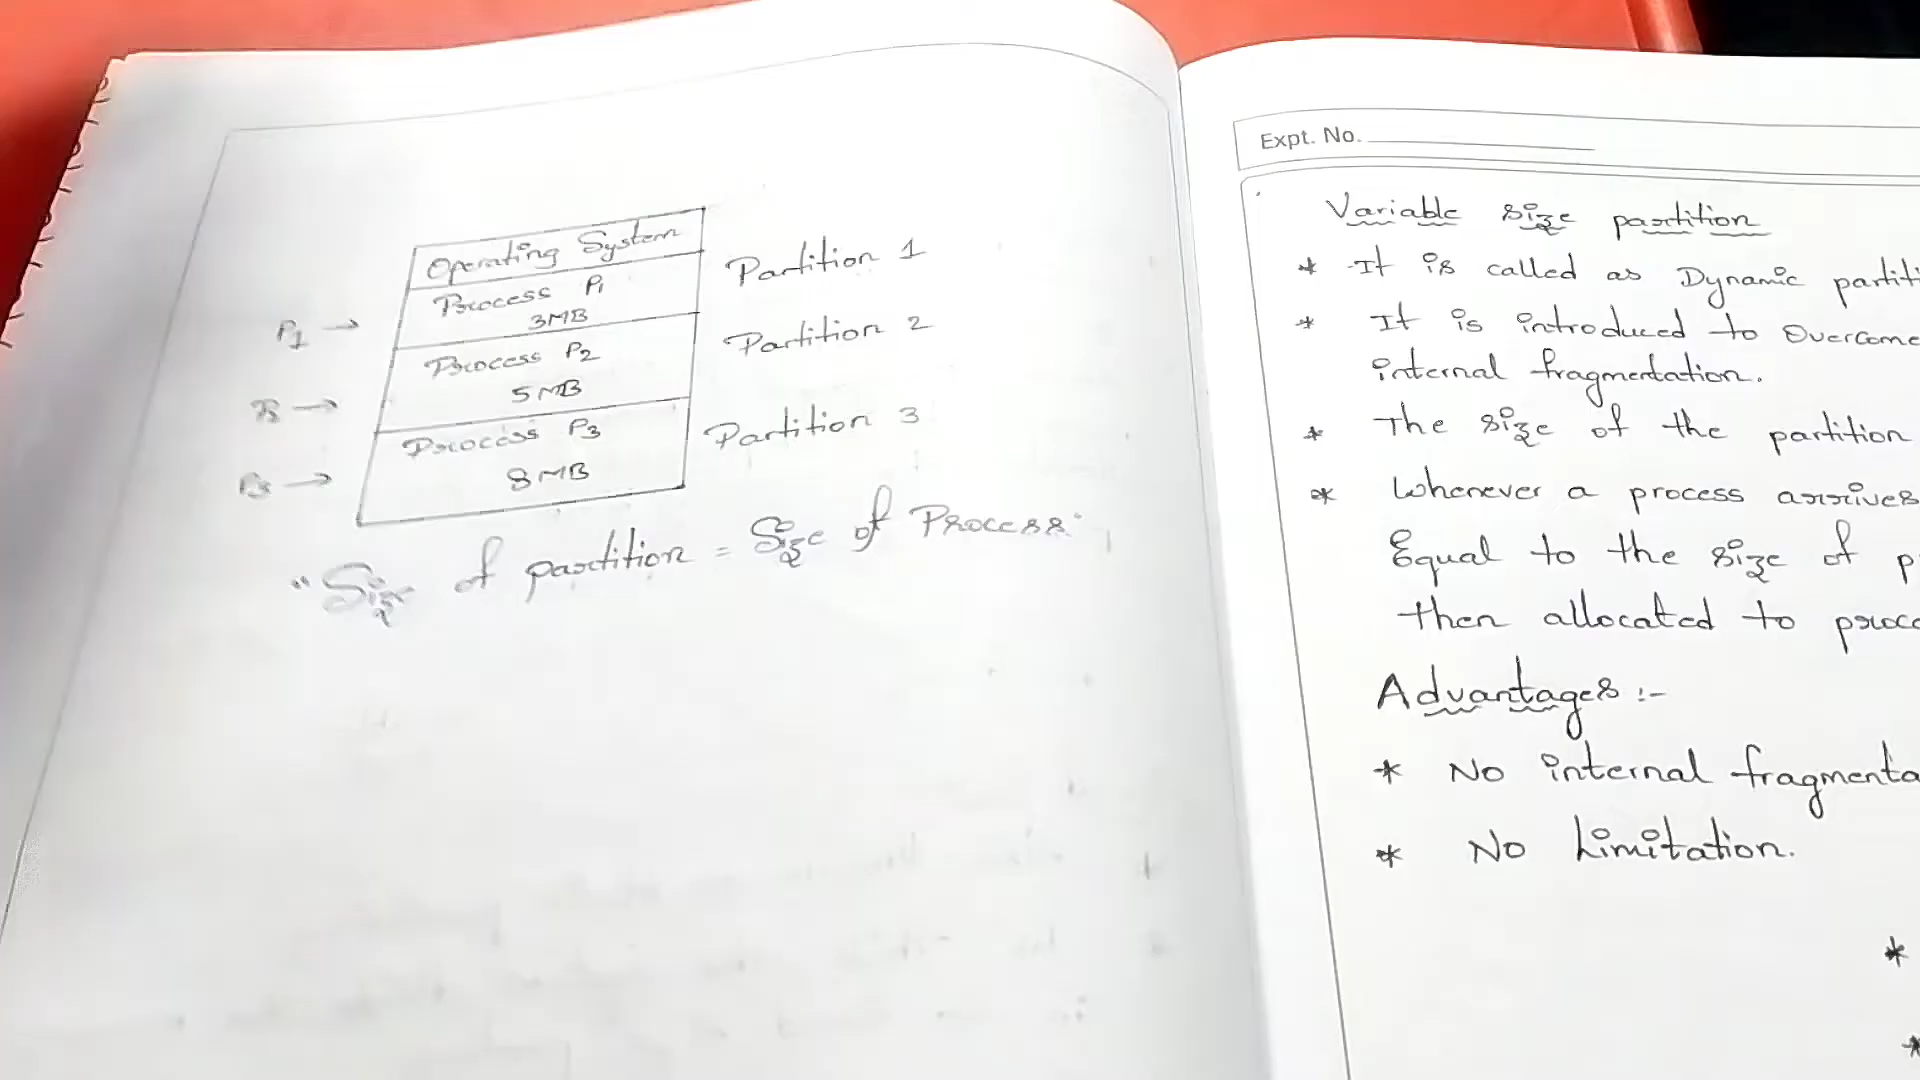 Operating System
Process P1
3MB
Process P2
5MB
Process P3
8MB
P1 →
→
P3 →
Partition 1
Partition 2
Partition 3
"Size of partition = Size of Process"
Expt. No.
Variable size partition
* It is called as Dynamic partiti
* It is introduced to Overcome
internal fragmentation.
* The size of the partition
* Whenever a process arrives
Equal to the size of p
then allocated to proce
Advantages :-
* No internal fragmenta
* No Limitation.
*
*